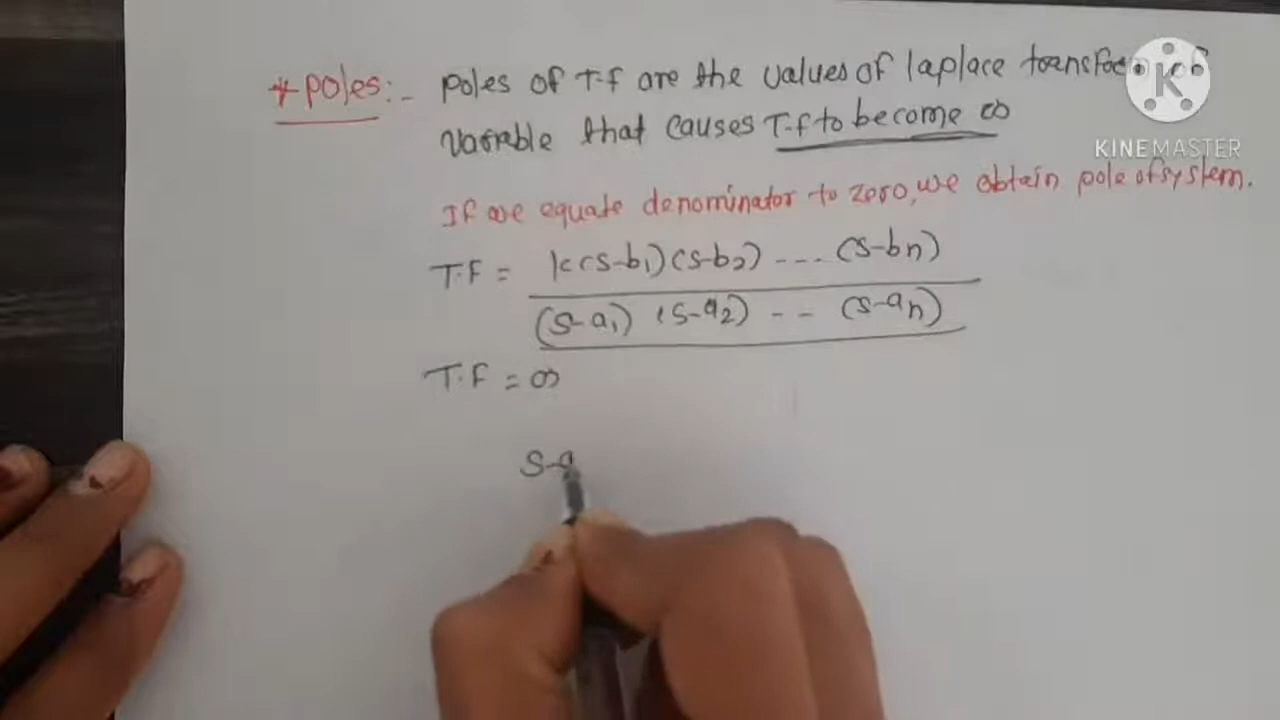 * Poles :- Poles of T.F are the values of laplace transform of
variable that causes T.F to become ∞
KINEMASTER
If we equate denominator to zero, we obtain pole of system.
T.F = K(s-b1)(s-b2) --- (s-bn)
(s-a1) (s-a2) -- (s-an)
T.F = ∞
s-a